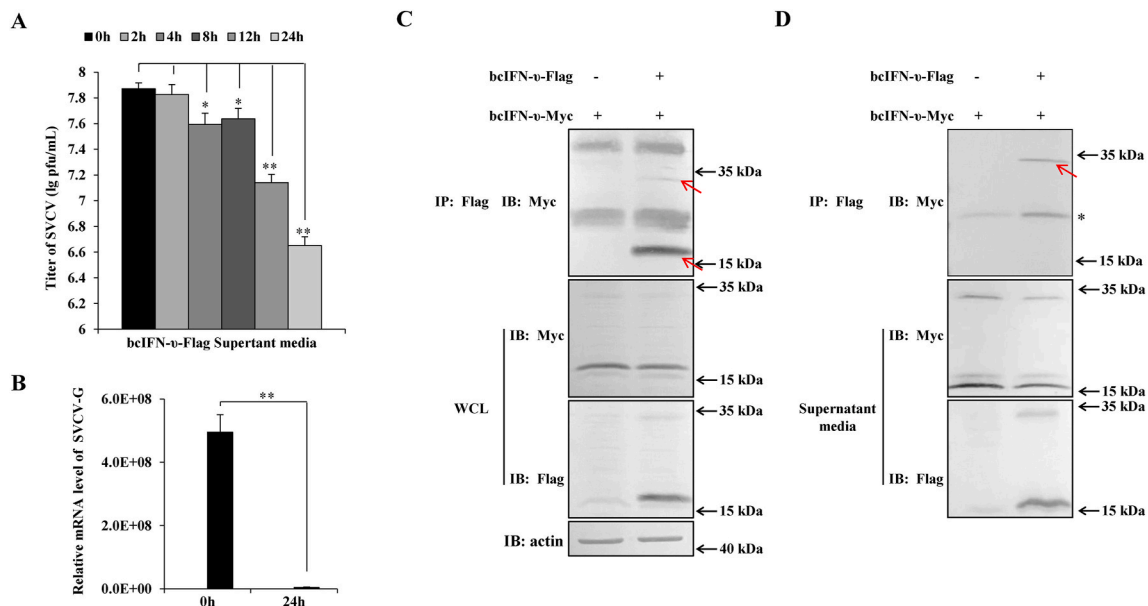 A
0h 2h 4h 8h 12h 24h
8
7.8
7.6
7.4
7.2
7
6.8
6.6
6.4
6.2
6
Titer of SVCV (lg pfu/mL)
*
*
**
**
bcIFN-υ-Flag Supertant media
B
Relative mRNA level of SVCV-G
6.0E+08
4.0E+08
2.0E+08
0.0E+00
**
0h 24h
C
bcIFN-υ-Flag - +
bcIFN-υ-Myc + +
IP: Flag IB: Myc
35 kDa
15 kDa
WCL
IB: Myc
35 kDa
15 kDa
IB: Flag
35 kDa
15 kDa
IB: actin
40 kDa
D
bcIFN-υ-Flag - +
bcIFN-υ-Myc + +
IP: Flag IB: Myc
35 kDa
*
15 kDa
Supernatant
media
IB: Myc
35 kDa
15 kDa
IB: Flag
35 kDa
15 kDa